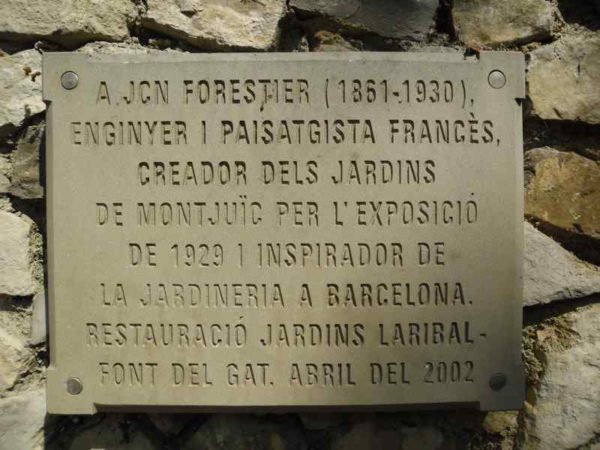 A JCN FORESTIER (1861-1930),
ENGINYER I PAISATGISTA FRANCÈS,
CREADOR DELS JARDINS
DE MONTJUÏC PER L'EXPOSICIÓ
DE 1929 I INSPIRADOR DE
LA JARDINERIA A BARCELONA.
RESTAURACIÓ JARDINS LARIBAL-
FONT DEL GAT. ABRIL DEL 2002